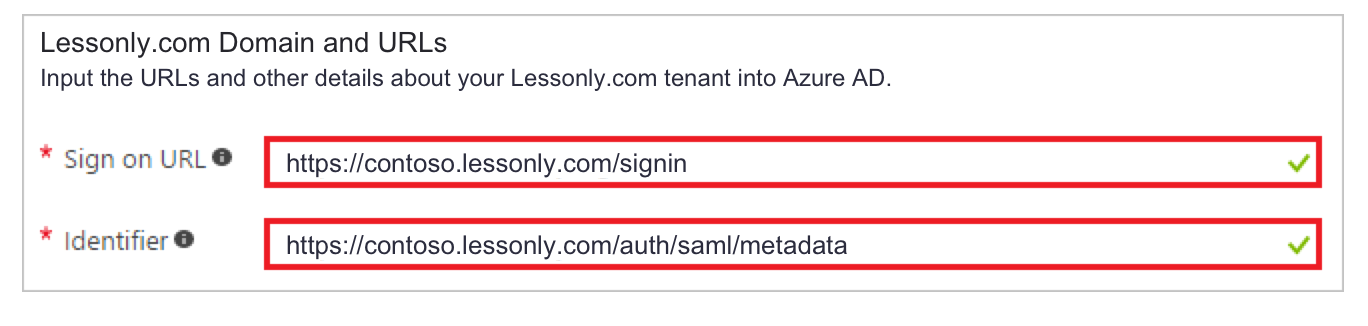 Lessonly.com Domain and URLs
Input the URLs and other details about your Lessonly.com tenant into Azure AD.
* Sign on URL https://contoso.lessonly.com/signin
* Identifier https://contoso.lessonly.com/auth/saml/metadata